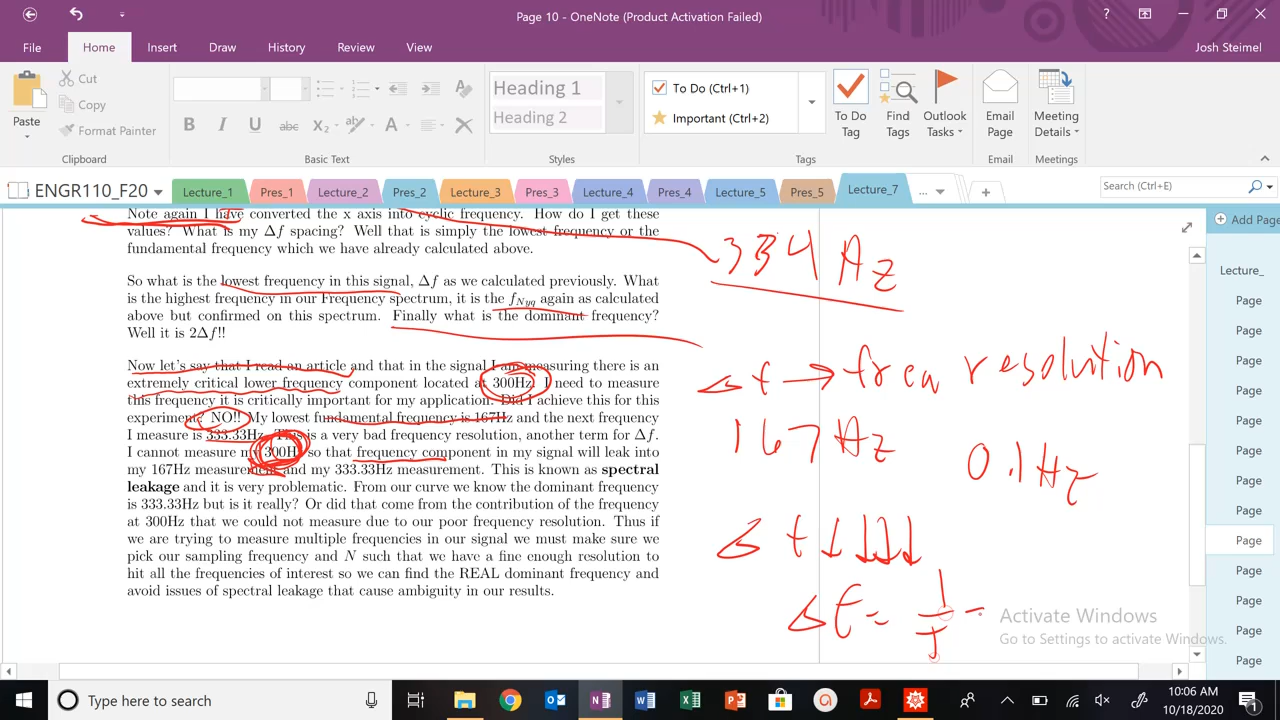 Page 10 - OneNote (Product Activation Failed)
File Home Insert Draw History Review View Josh Steimel
Paste
Cut
Copy
Format Painter
Clipboard
B I U abc X₂ A
Basic Text
Heading 1
Heading 2
Styles
To Do (Ctrl+1)
Important (Ctrl+2)
To Do Tag
Find Tags
Outlook Tasks
Tags
Email Page
Email
Meeting Details
Meetings
ENGR110_F20 Lecture_1 Pres_1 Lecture_2 Pres_2 Lecture_3 Pres_3 Lecture_4 Pres_4 Lecture_5 Pres_5 Lecture_7 ... +
Search (Ctrl+E)
Add Page
Lecture_
Page
Page
Page
Page
Page
Page
Page
Page
Page
Page
Page
Page
Page
Note again I have converted the x axis into cyclic frequency. How do I get these
values? What is my Δf spacing? Well that is simply the lowest frequency or the
fundamental frequency which we have already calculated above.
So what is the lowest frequency in this signal, Δf as we calculated previously. What
is the highest frequency in our Frequency spectrum, it is the f_Nyq again as calculated
above but confirmed on this spectrum. Finally what is the dominant frequency?
Well it is 2Δf!!
Now let's say that I read an article and that in the signal I am measuring there is an
extremely critical lower frequency component located at 300Hz. I need to measure
this frequency it is critically important for my application. Did I achieve this for this
experiment? NO!! My lowest fundamental frequency is 167Hz and the next frequency
I measure is 333.33Hz. This is a very bad frequency resolution, another term for Δf.
I cannot measure my 300Hz so that frequency component in my signal will leak into
my 167Hz measurement and my 333.33Hz measurement. This is known as spectral
leakage and it is very problematic. From our curve we know the dominant frequency
is 333.33Hz but is it really? Or did that come from the contribution of the frequency
at 300Hz that we could not measure due to our poor frequency resolution. Thus if
we are trying to measure multiple frequencies in our signal we must make sure we
pick our sampling frequency and N such that we have a fine enough resolution to
hit all the frequencies of interest so we can find the REAL dominant frequency and
avoid issues of spectral leakage that cause ambiguity in our results.
334 Hz
Δf → freq resolution
167 Hz
0.1 Hz
Δf ↓↓↓↓
Δf = 1/T =
Activate Windows
Go to Settings to activate Windows.
Type here to search
10:06 AM
10/18/2020